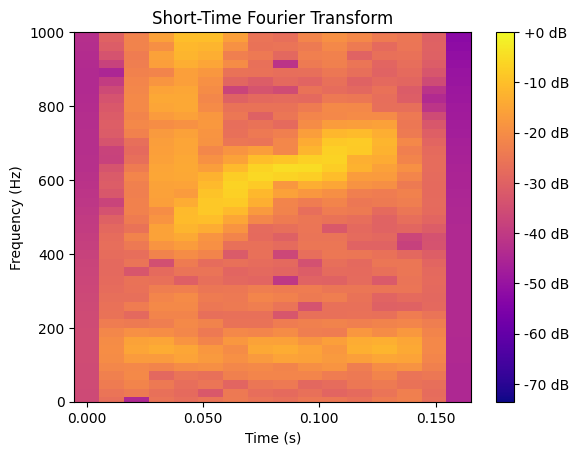 Short-Time Fourier Transform
1000
800
600
400
200
0
Frequency (Hz)
0.000
0.050
0.100
0.150
Time (s)
+0 dB
-10 dB
-20 dB
-30 dB
-40 dB
-50 dB
-60 dB
-70 dB